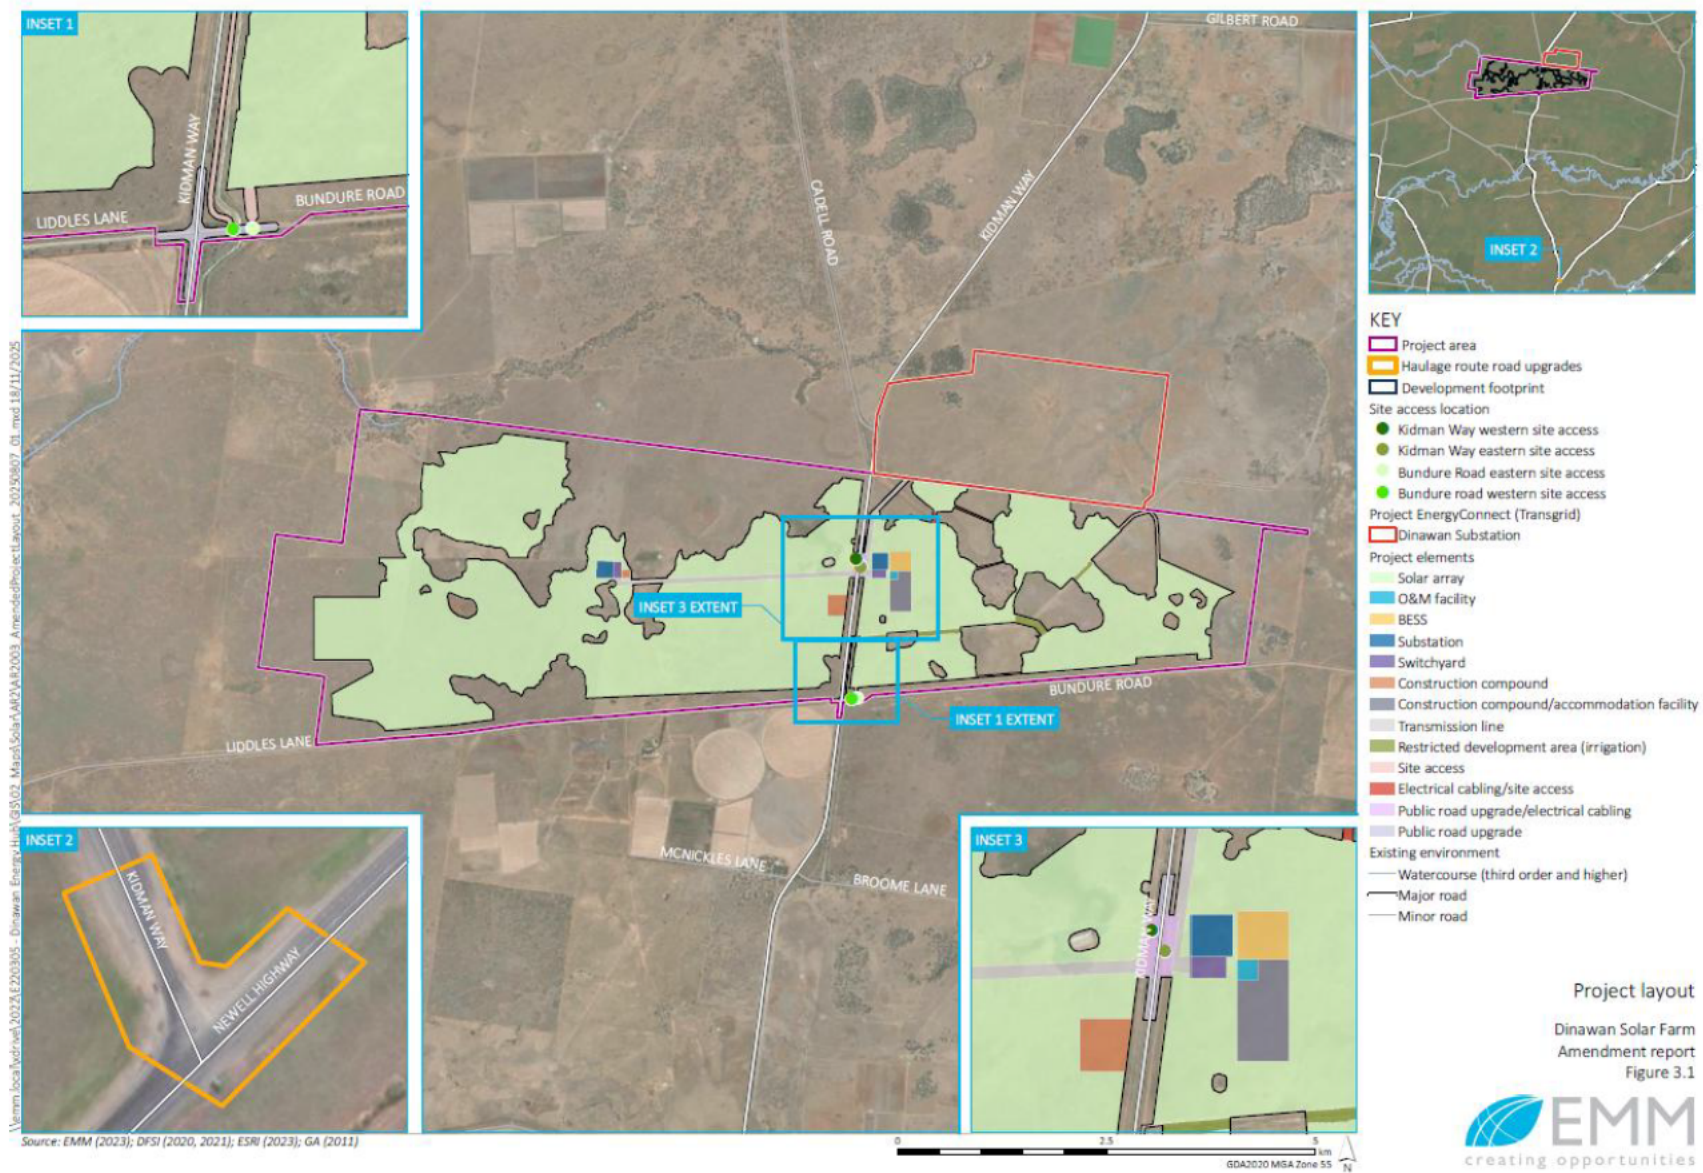 INSET 1
KIDMAN WAY
LIDDLES LANE
BUNDURE ROAD
GILBERT ROAD
CADELL ROAD
KIDMAN WAY
INSET 3 EXTENT
INSET 1 EXTENT
BUNDURE ROAD
LIDDLES LANE
MCNICKLES LANE
BROOME LANE
INSET 2
KIDMAN WAY
NEWELL HIGHWAY
INSET 3
KIDMAN WAY
INSET 2
KEY
Project area
Haulage route road upgrades
Development footprint
Site access location
Kidman Way western site access
Kidman Way eastern site access
Bundure Road eastern site access
Bundure road western site access
Project EnergyConnect (Transgrid)
Dinawan Substation
Project elements
Solar array
O&M facility
BESS
Substation
Switchyard
Construction compound
Construction compound/accommodation facility
Transmission line
Restricted development area (irrigation)
Site access
Electrical cabling/site access
Public road upgrade/electrical cabling
Public road upgrade
Existing environment
Watercourse (third order and higher)
Major road
Minor road
Project layout
Dinawan Solar Farm
Amendment report
Figure 3.1
EMM
creating opportunities
Source: EMM (2023); DFSI (2020, 2021); ESRI (2023); GA (2011)
0 2.5 5
km
GDA2020 MGA Zone 55
N